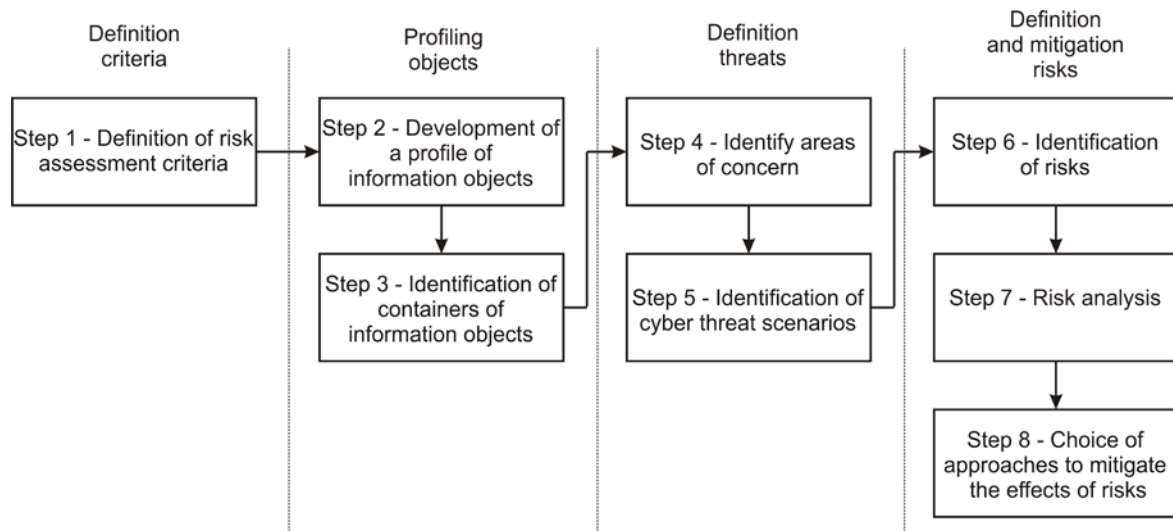 Definition
criteria
Profiling
objects
Definition
threats
Definition
and mitigation
risks
Step 1 - Definition of risk
assessment criteria
Step 2 - Development of
a profile of
information objects
Step 3 - Identification of
containers of
information objects
Step 4 - Identify areas
of concern
Step 5 - Identification of
cyber threat scenarios
Step 6 - Identification
of risks
Step 7 - Risk analysis
Step 8 - Choice of
approaches to mitigate
the effects of risks